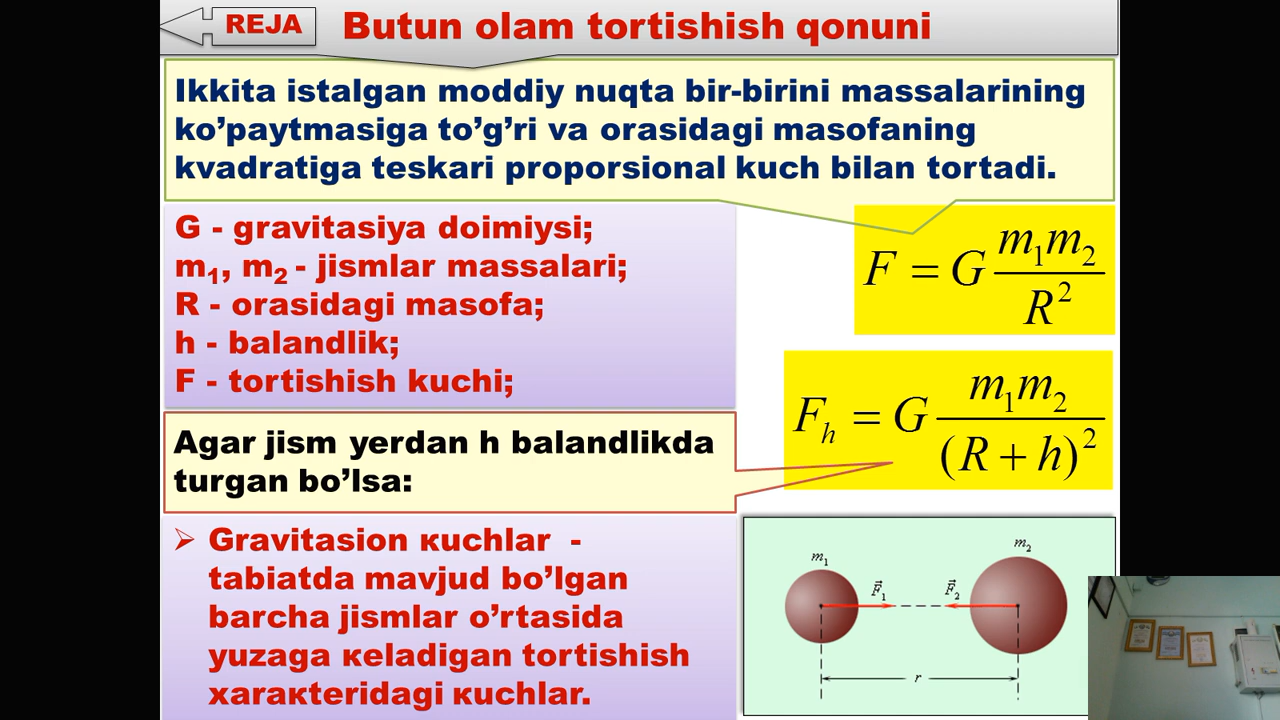 REJA
Butun olam tortishish qonuni
Ikkita istalgan moddiy nuqta bir-birini massalarining
ko’paytmasiga to’g’ri va orasidagi masofaning
kvadratiga teskari proporsional kuch bilan tortadi.
G - gravitasiya doimiysi;
m₁, m₂ - jismlar massalari;
R - orasidagi masofa;
h - balandlik;
F - tortishish kuchi;
F = G m₁m₂ / R²
Agar jism yerdan h balandlikda
turgan bo’lsa:
Fₕ = G m₁m₂ / (R + h)²
➢ Gravitasion кuchlar -
tabiatda mavjud bo’lgan
barcha jismlar o’rtasida
yuzaga кeladigan tortishish
xaraкteridagi кuchlar.
m₁
m₂
F⃗₁
F⃗₂
r